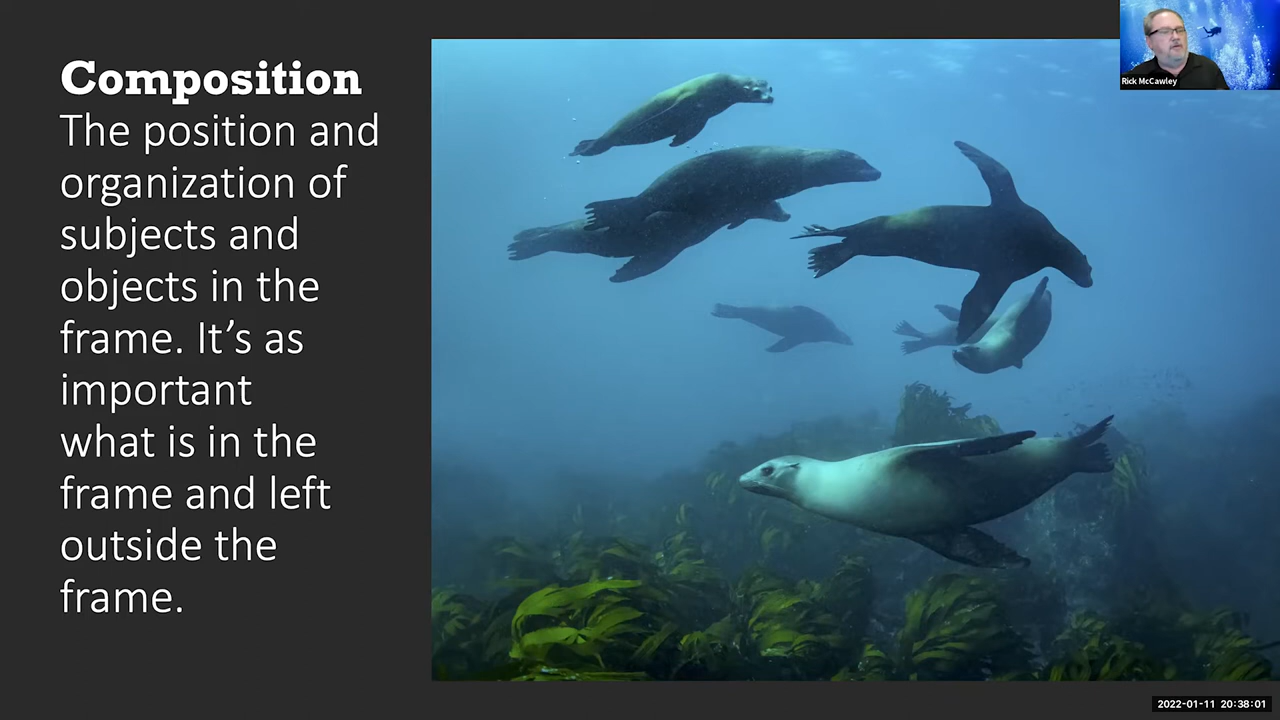 Composition
The position and
organization of
subjects and
objects in the
frame. It’s as
important
what is in the
frame and left
outside the
frame.
Rick McCawley
2022-01-11 20:38:01